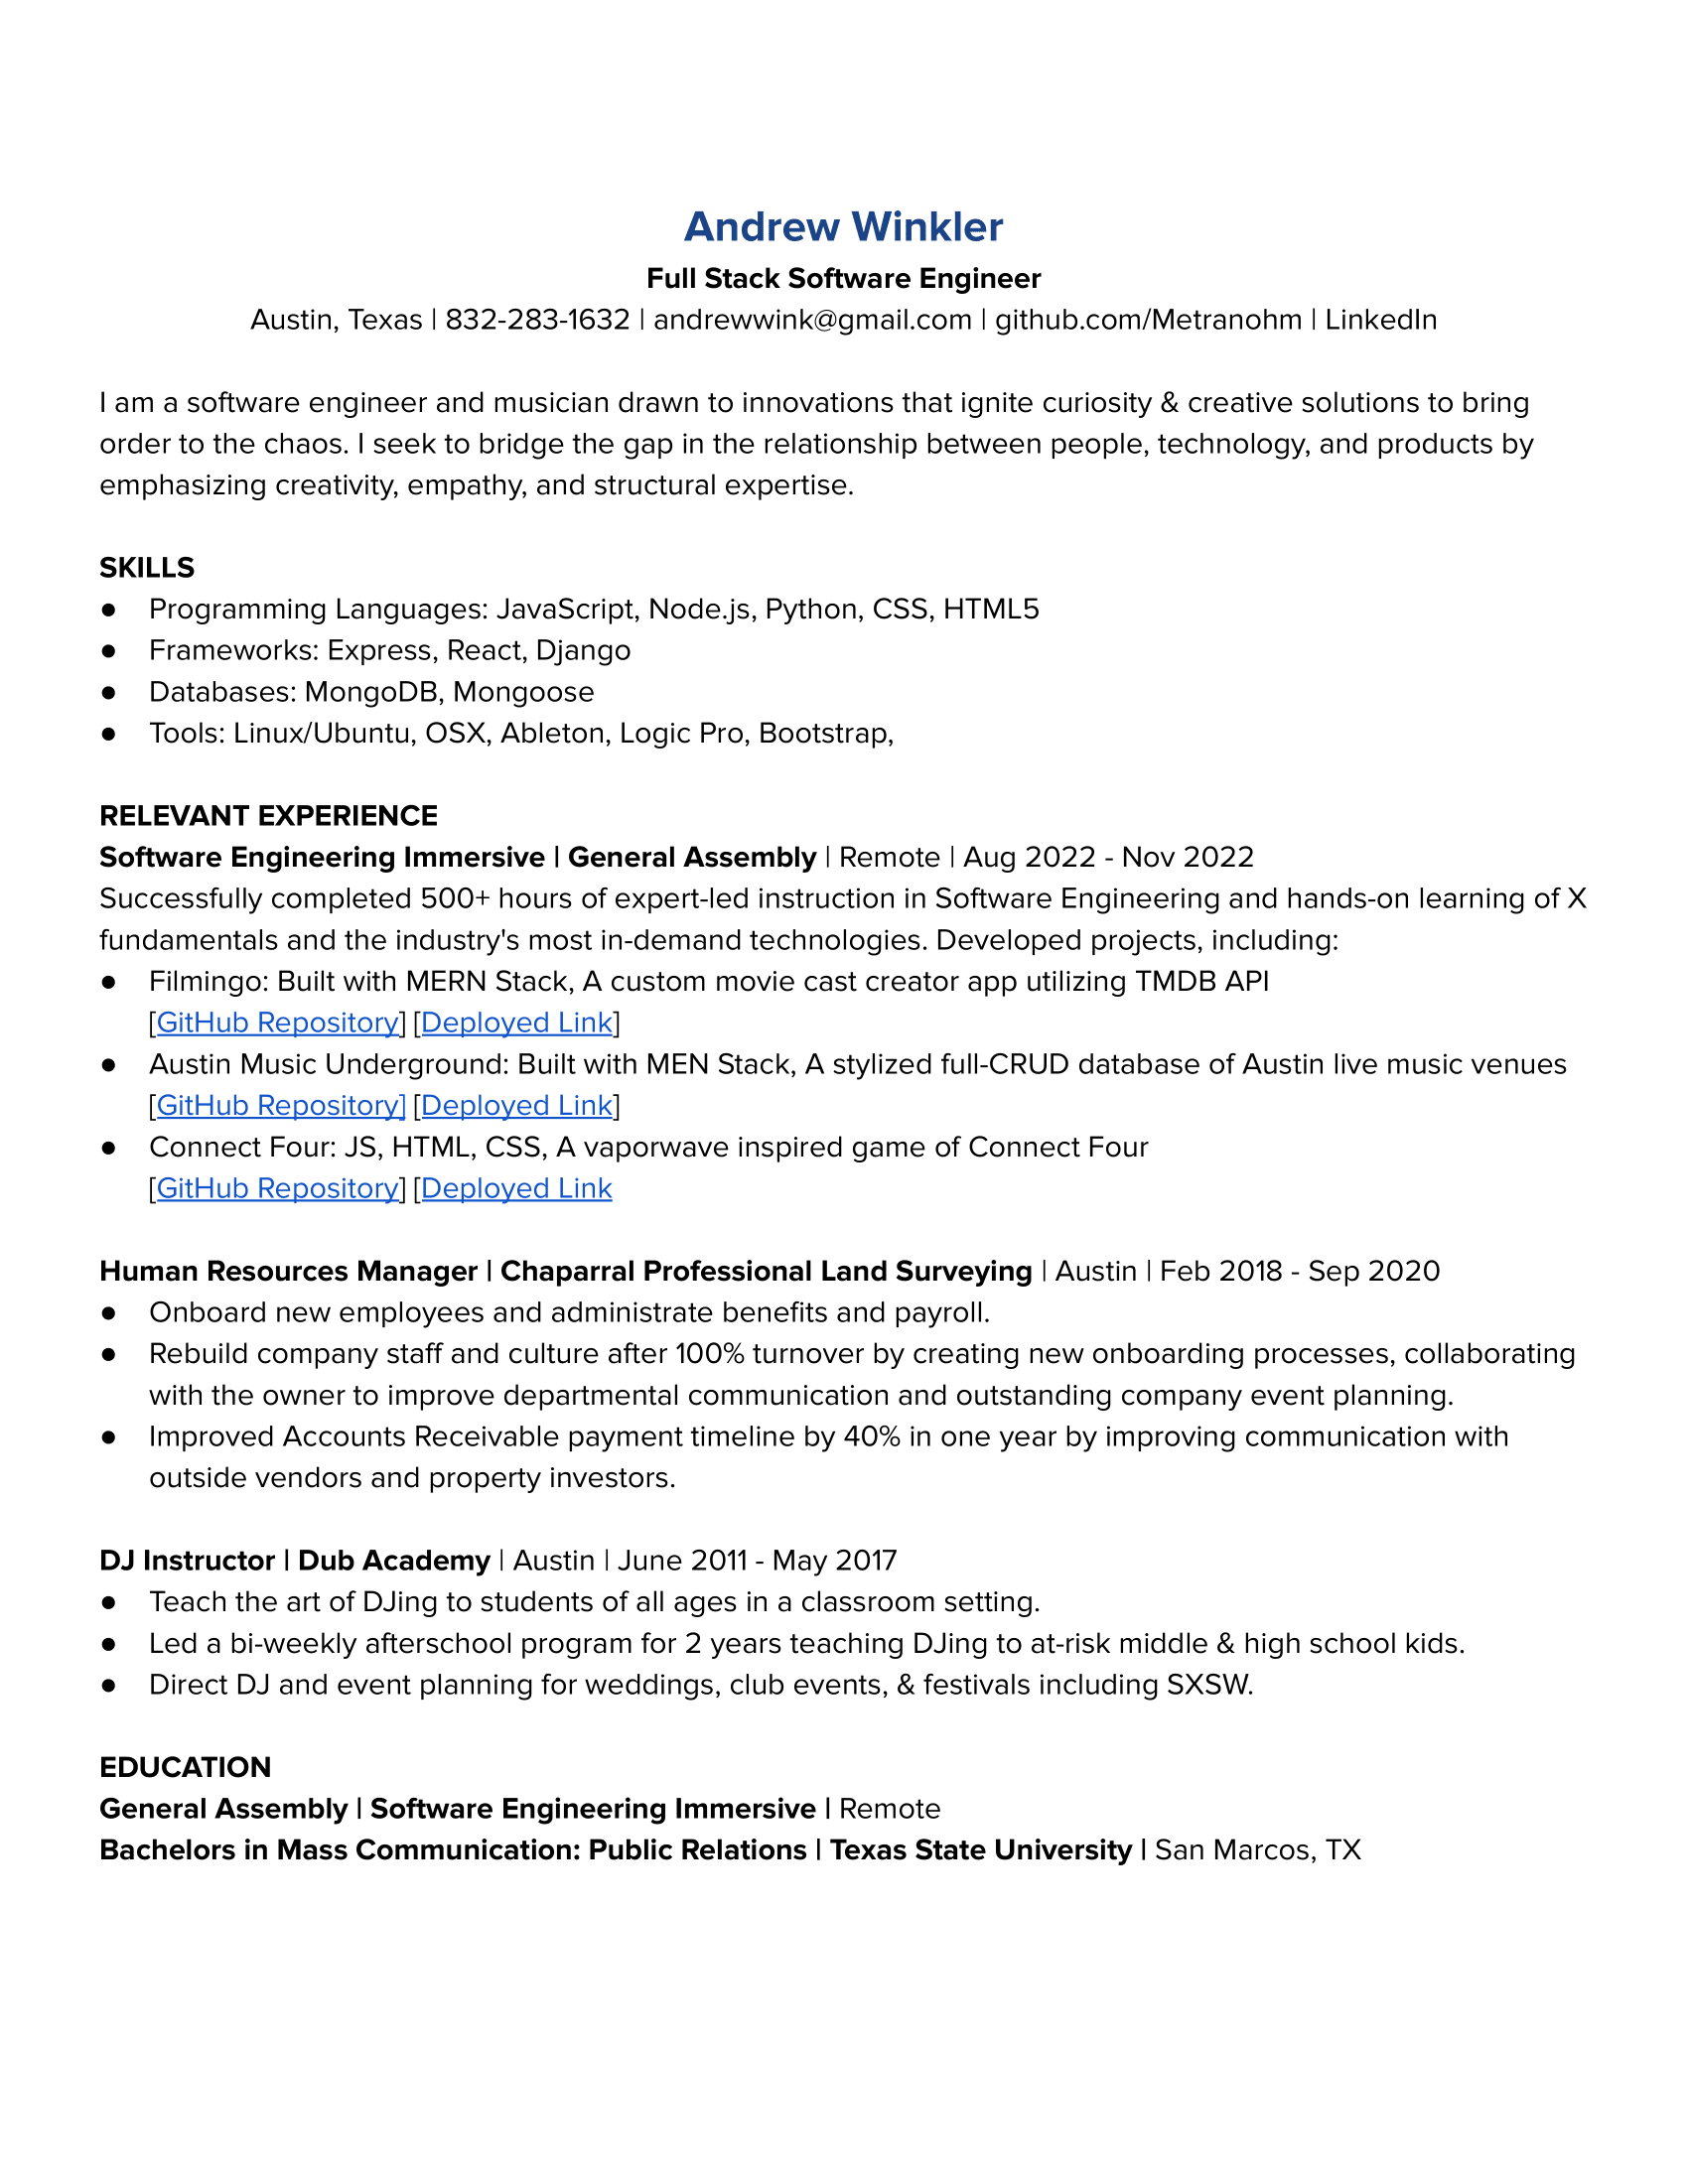 Andrew Winkler
Full Stack Software Engineer
Austin, Texas | 832-283-1632 | andrewwink@gmail.com | github.com/Metranohm | LinkedIn
I am a software engineer and musician drawn to innovations that ignite curiosity & creative solutions to bring
order to the chaos. I seek to bridge the gap in the relationship between people, technology, and products by
emphasizing creativity, empathy, and structural expertise.
SKILLS
● Programming Languages: JavaScript, Node.js, Python, CSS, HTML5
● Frameworks: Express, React, Django
● Databases: MongoDB, Mongoose
● Tools: Linux/Ubuntu, OSX, Ableton, Logic Pro, Bootstrap,
RELEVANT EXPERIENCE
Software Engineering Immersive | General Assembly | Remote | Aug 2022 - Nov 2022
Successfully completed 500+ hours of expert-led instruction in Software Engineering and hands-on learning of X
fundamentals and the industry's most in-demand technologies. Developed projects, including:
● Filmingo: Built with MERN Stack, A custom movie cast creator app utilizing TMDB API
[GitHub Repository] [Deployed Link]
● Austin Music Underground: Built with MEN Stack, A stylized full-CRUD database of Austin live music venues
[GitHub Repository] [Deployed Link]
● Connect Four: JS, HTML, CSS, A vaporwave inspired game of Connect Four
[GitHub Repository] [Deployed Link
Human Resources Manager | Chaparral Professional Land Surveying | Austin | Feb 2018 - Sep 2020
● Onboard new employees and administrate benefits and payroll.
● Rebuild company staff and culture after 100% turnover by creating new onboarding processes, collaborating
with the owner to improve departmental communication and outstanding company event planning.
● Improved Accounts Receivable payment timeline by 40% in one year by improving communication with
outside vendors and property investors.
DJ Instructor | Dub Academy | Austin | June 2011 - May 2017
● Teach the art of DJing to students of all ages in a classroom setting.
● Led a bi-weekly afterschool program for 2 years teaching DJing to at-risk middle & high school kids.
● Direct DJ and event planning for weddings, club events, & festivals including SXSW.
EDUCATION
General Assembly | Software Engineering Immersive | Remote
Bachelors in Mass Communication: Public Relations | Texas State University | San Marcos, TX